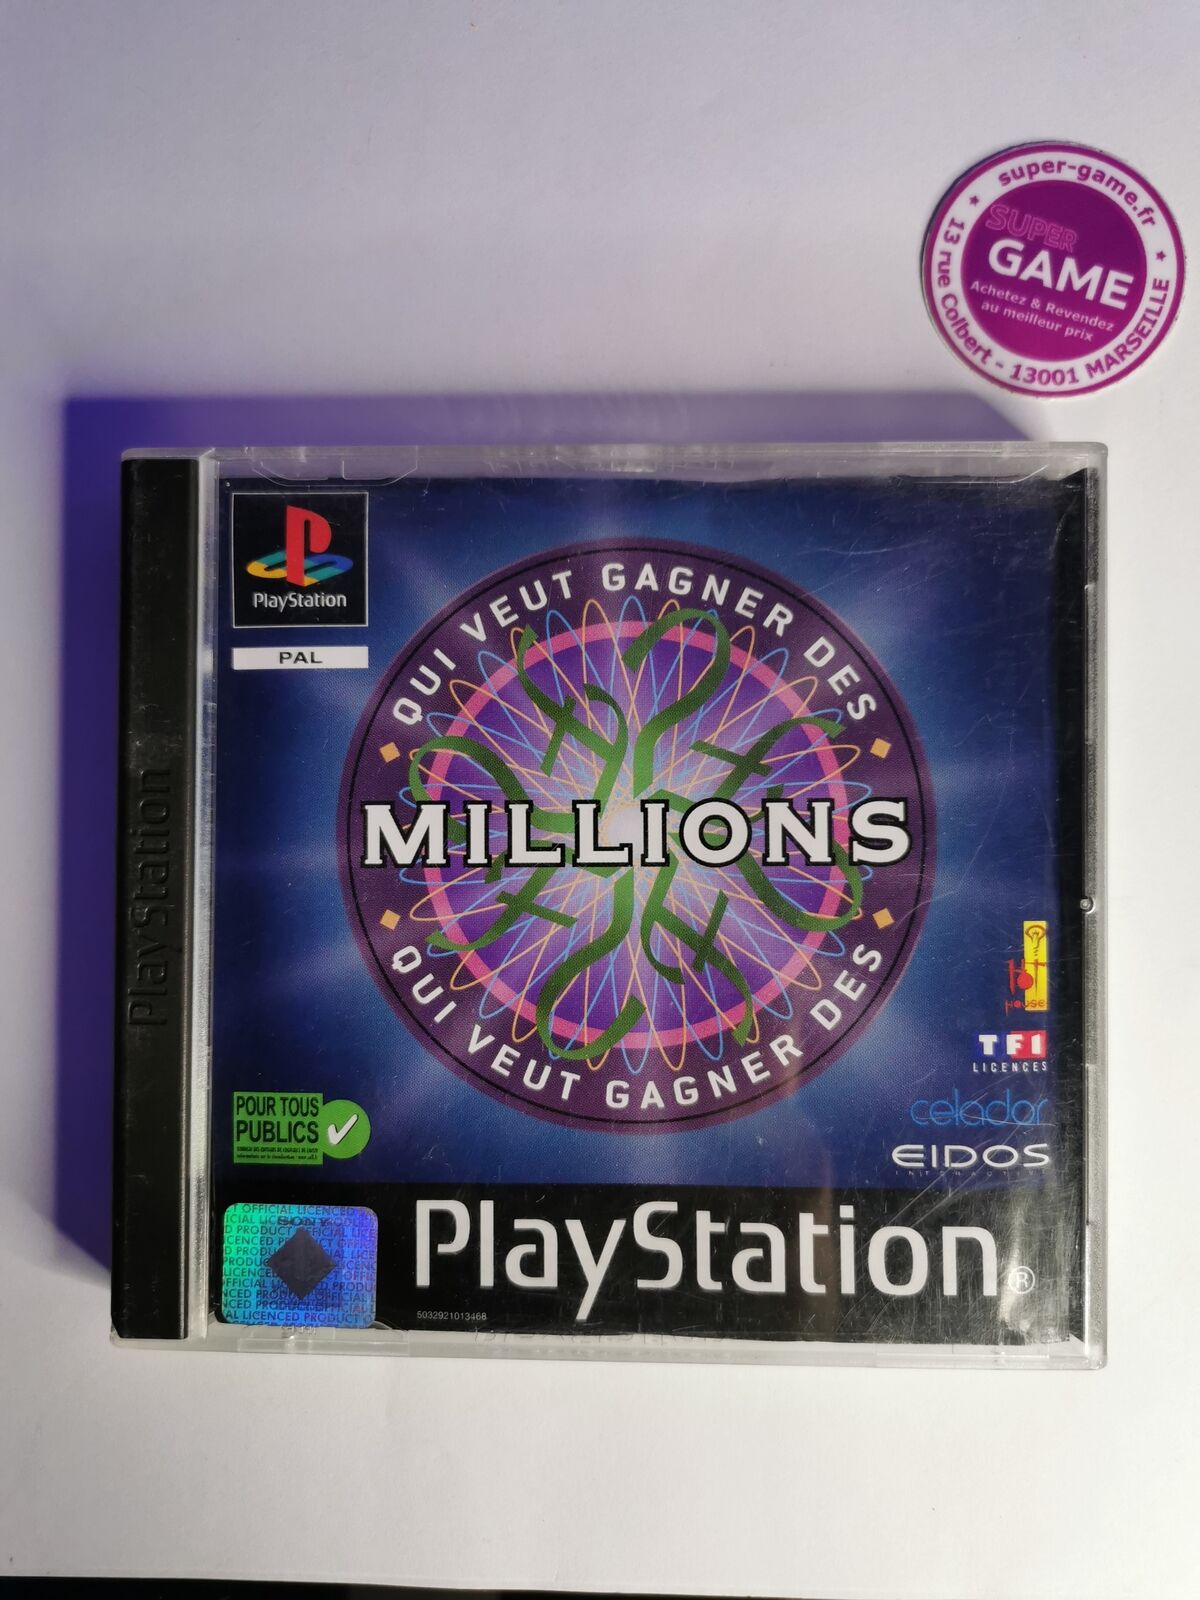 super-game.fr
SUPER
GAME
Achetez & Revendez
au meilleur prix
13 rue Colbert - 13001 MARSEILLE
PlayStation
PAL
QUI VEUT GAGNER DES
MILLIONS
QUI VEUT GAGNER DES
PlayStation
HOT
HOUSE
TF1
LICENCES
celador
EIDOS
POUR TOUS
PUBLICS
SONY
OFFICIAL LICENCED PRODUCT
PlayStation®
5032921013468